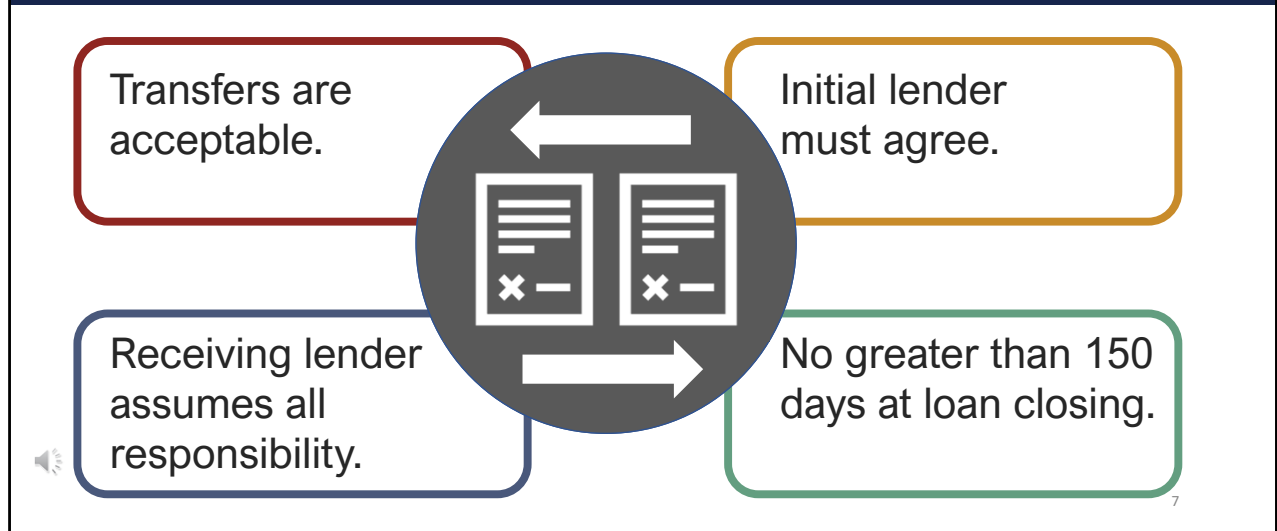 Transfers are
acceptable.
Initial lender
must agree.
Receiving lender
assumes all
responsibility.
No greater than 150
days at loan closing.
7